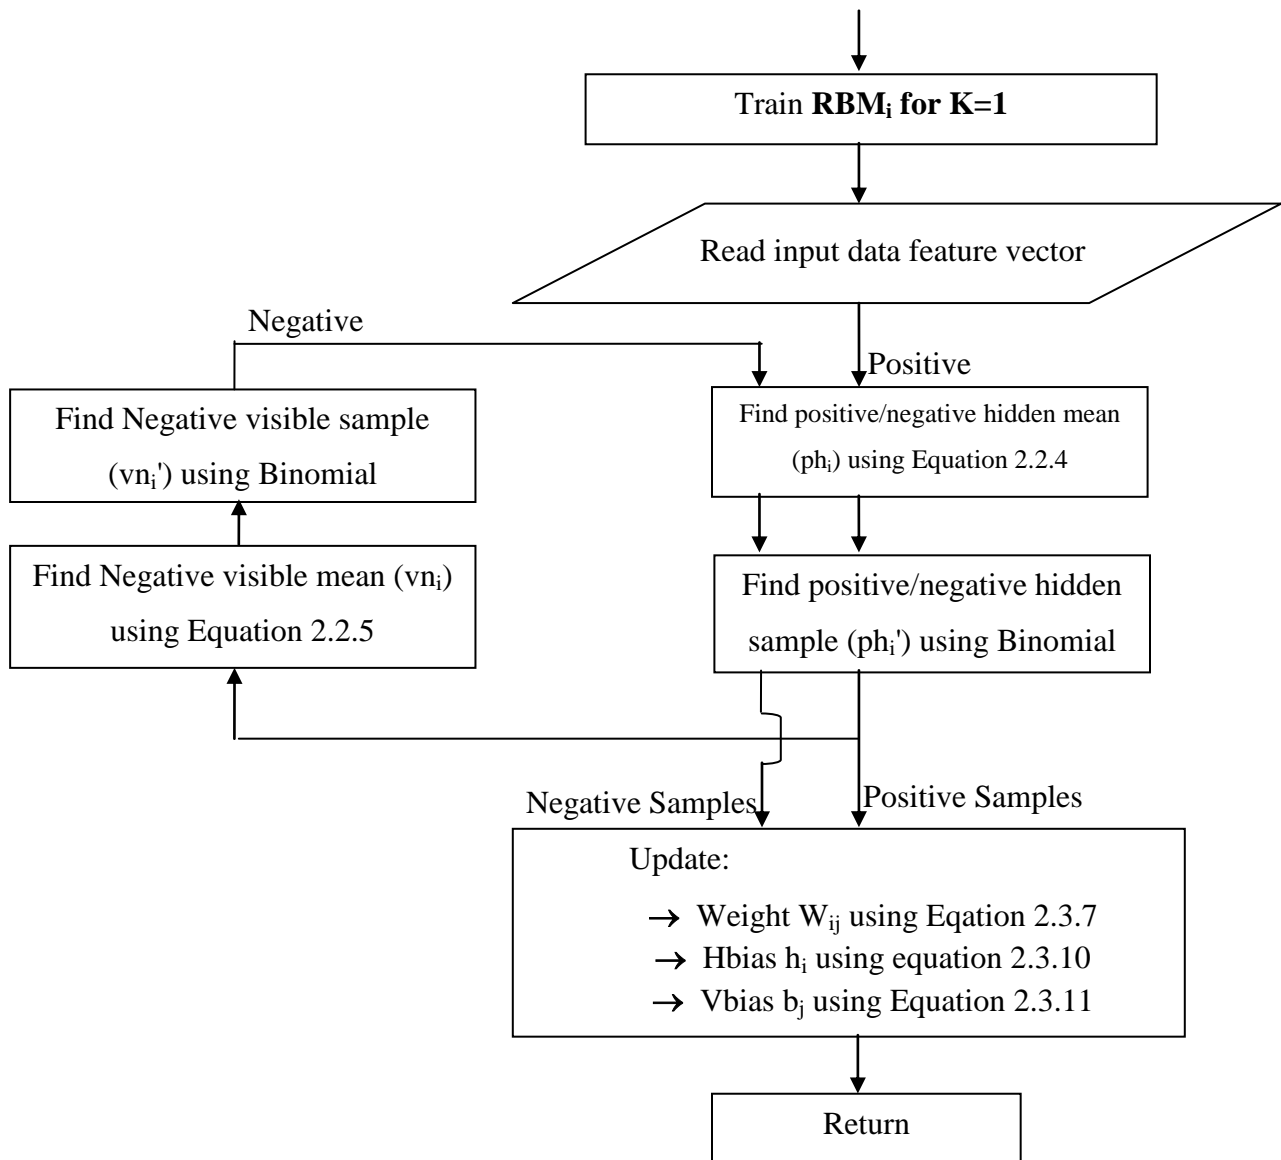 Train RBMi for K=1
Read input data feature vector
Negative
Positive
Find Negative visible sample
(vni') using Binomial
Find positive/negative hidden mean
(phi) using Equation 2.2.4
Find Negative visible mean (vni)
using Equation 2.2.5
Find positive/negative hidden
sample (phi') using Binomial
Negative Samples
Positive Samples
Update:
→ Weight Wij using Eqation 2.3.7
→ Hbias hi using equation 2.3.10
→ Vbias bj using Equation 2.3.11
Return